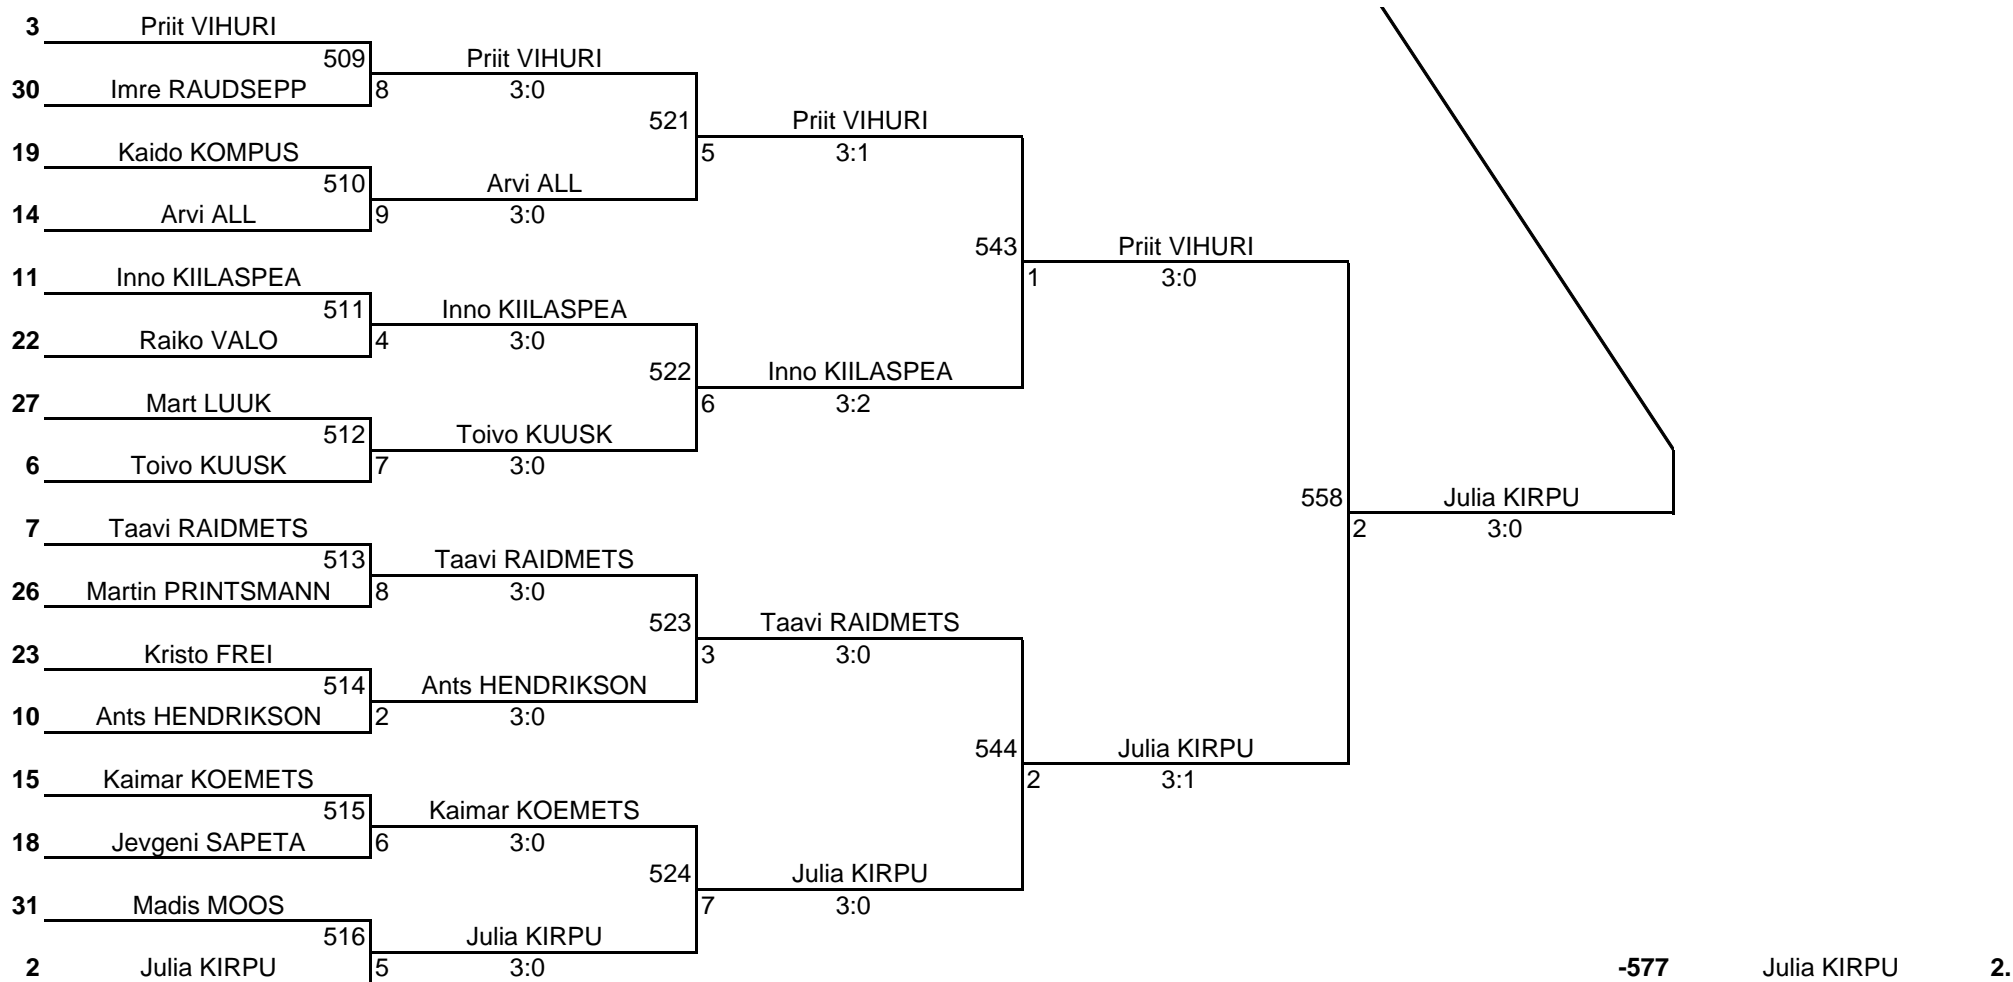 3 Priit VIHURI
509 Priit VIHURI
30 Imre RAUDSEPP 8 3:0
521 Priit VIHURI
19 Kaido KOMPUS 5 3:1
510 Arvi ALL
14 Arvi ALL 9 3:0
543 Priit VIHURI
11 Inno KIILASPEA 1 3:0
511 Inno KIILASPEA
22 Raiko VALO 4 3:0
522 Inno KIILASPEA
27 Mart LUUK 6 3:2
512 Toivo KUUSK
6 Toivo KUUSK 7 3:0
558 Julia KIRPU
7 Taavi RAIDMETS 2 3:0
513 Taavi RAIDMETS
26 Martin PRINTSMANN 8 3:0
523 Taavi RAIDMETS
23 Kristo FREI 3 3:0
514 Ants HENDRIKSON
10 Ants HENDRIKSON 2 3:0
544 Julia KIRPU
15 Kaimar KOEMETS 2 3:1
515 Kaimar KOEMETS
18 Jevgeni SAPETA 6 3:0
524 Julia KIRPU
31 Madis MOOS 7 3:0
516 Julia KIRPU
2 Julia KIRPU 5 3:0 -577 Julia KIRPU 2.